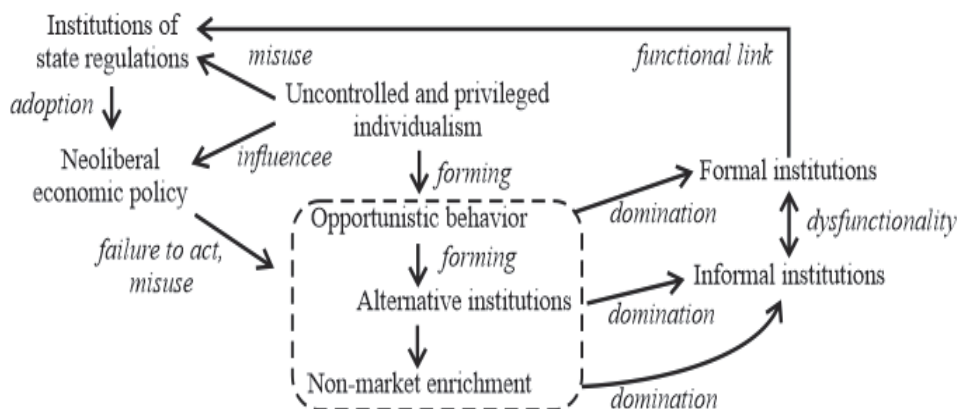 Institutions of
state regulations
misuse
functional link
adoption
Uncontrolled and privileged
individualism
Neoliberal
economic policy
influencee
forming
Formal institutions
Opportunistic behavior
domination
dysfunctionality
failure to act,
misuse
forming
Informal institutions
Alternative institutions
domination
Non-market enrichment
domination